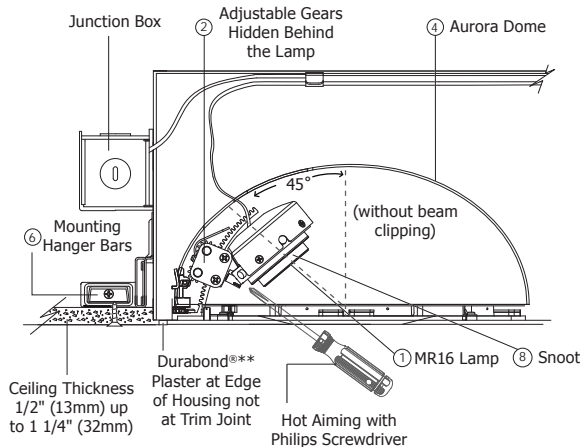 Junction Box
2 Adjustable Gears
Hidden Behind
the Lamp
4 Aurora Dome
45°
(without beam
clipping)
6 Mounting
Hanger Bars
1 MR16 Lamp
8 Snoot
Durabond®**
Plaster at Edge
of Housing not
at Trim Joint
Ceiling Thickness
1/2" (13mm) up
to 1 1/4" (32mm)
Hot Aiming with
Philips Screwdriver